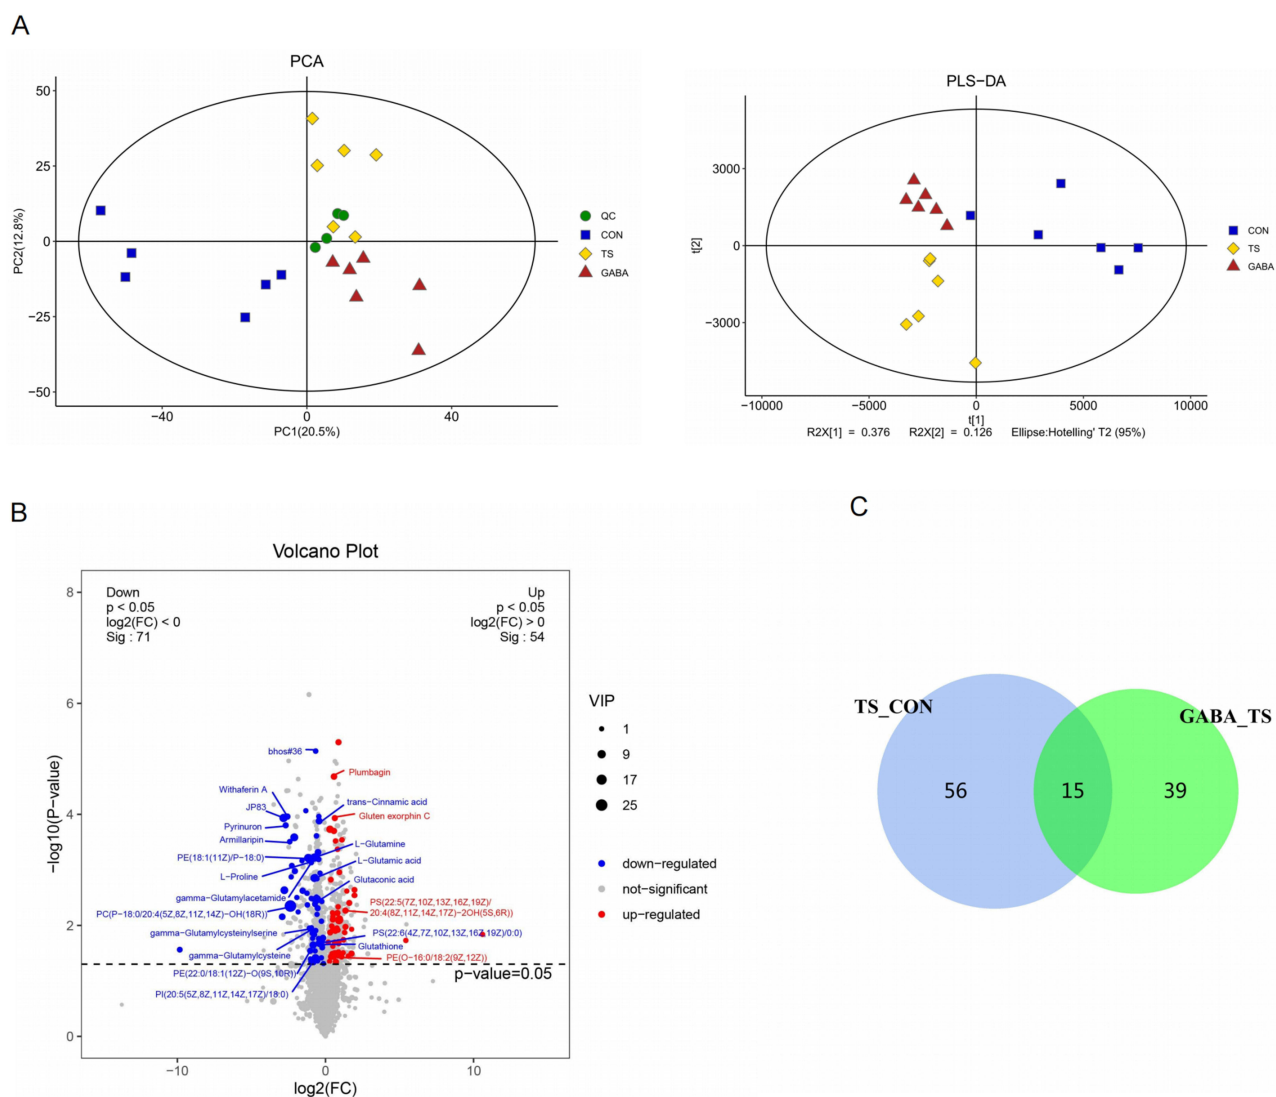 A
PCA
50
25
0
−25
−50
PC2(12.8%)
−40
0
40
PC1(20.5%)
QC
CON
TS
GABA
PLS−DA
3000
0
−3000
t[2]
−10000
−5000
0
5000
10000
t[1]
R2X[1] = 0.376 R2X[2] = 0.126 Ellipse:Hotelling' T2 (95%)
CON
TS
GABA
B
Volcano Plot
Down
p < 0.05
log2(FC) < 0
Sig : 71
Up
p < 0.05
log2(FC) > 0
Sig : 54
8
6
4
2
0
−log10(P−value)
bhos#36
Plumbagin
Withaferin A
trans−Cinnamic acid
JP83
Gluten exorphin C
Pyrinuron
Armillaripin
L−Glutamine
PE(18:1(11Z)/P−18:0)
L−Glutamic acid
L−Proline
Glutaconic acid
gamma−Glutamylacetamide
PS(22:5(7Z,10Z,13Z,16Z,19Z)/
20:4(8Z,11Z,14Z,17Z)−2OH(5S,6R))
PC(P−18:0/20:4(5Z,8Z,11Z,14Z)−OH(18R))
gamma−Glutamylcysteinylserine
PS(22:6(4Z,7Z,10Z,13Z,16Z,19Z)/0:0)
Glutathione
gamma−Glutamylcysteine
PE(O−16:0/18:2(9Z,12Z))
PE(22:0/18:1(12Z)−O(9S,10R))
p−value=0.05
PI(20:5(5Z,8Z,11Z,14Z,17Z)/18:0)
−10
0
10
log2(FC)
VIP
1
9
17
25
down−regulated
not−significant
up−regulated
C
TS_CON
GABA_TS
56
15
39